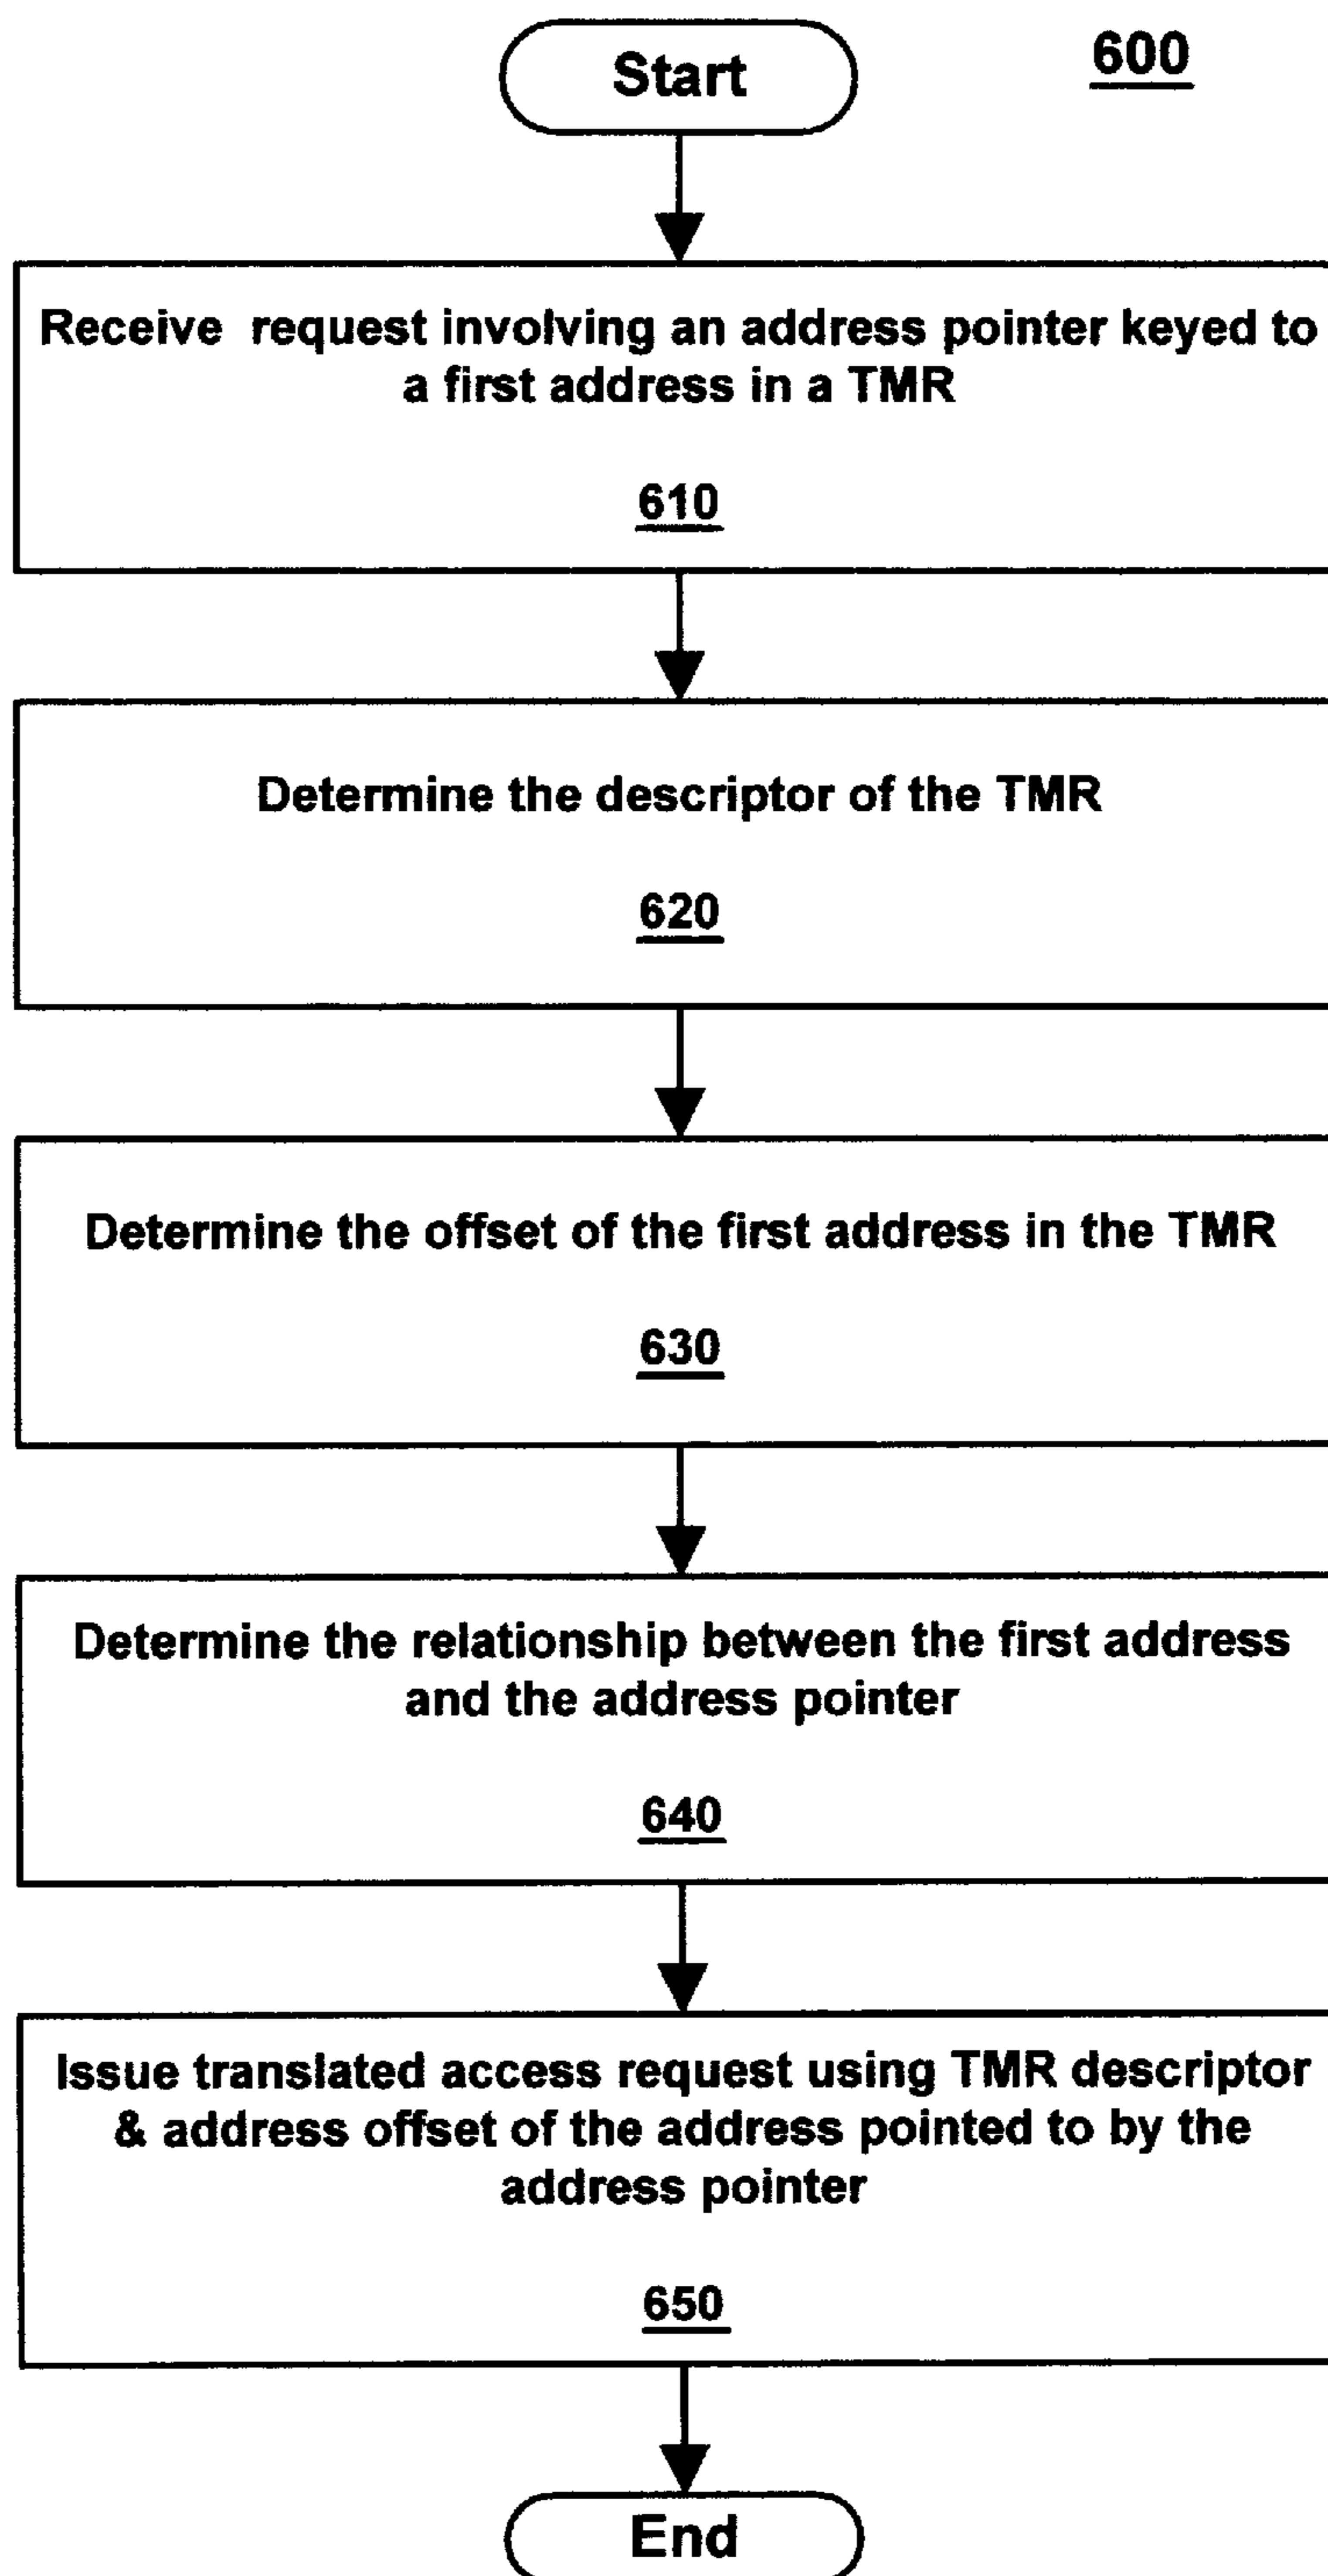 Start
600
Receive request involving an address pointer keyed to
a first address in a TMR
610
Determine the descriptor of the TMR
620
Determine the offset of the first address in the TMR
630
Determine the relationship between the first address
and the address pointer
640
Issue translated access request using TMR descriptor
& address offset of the address pointed to by the
address pointer
650
End